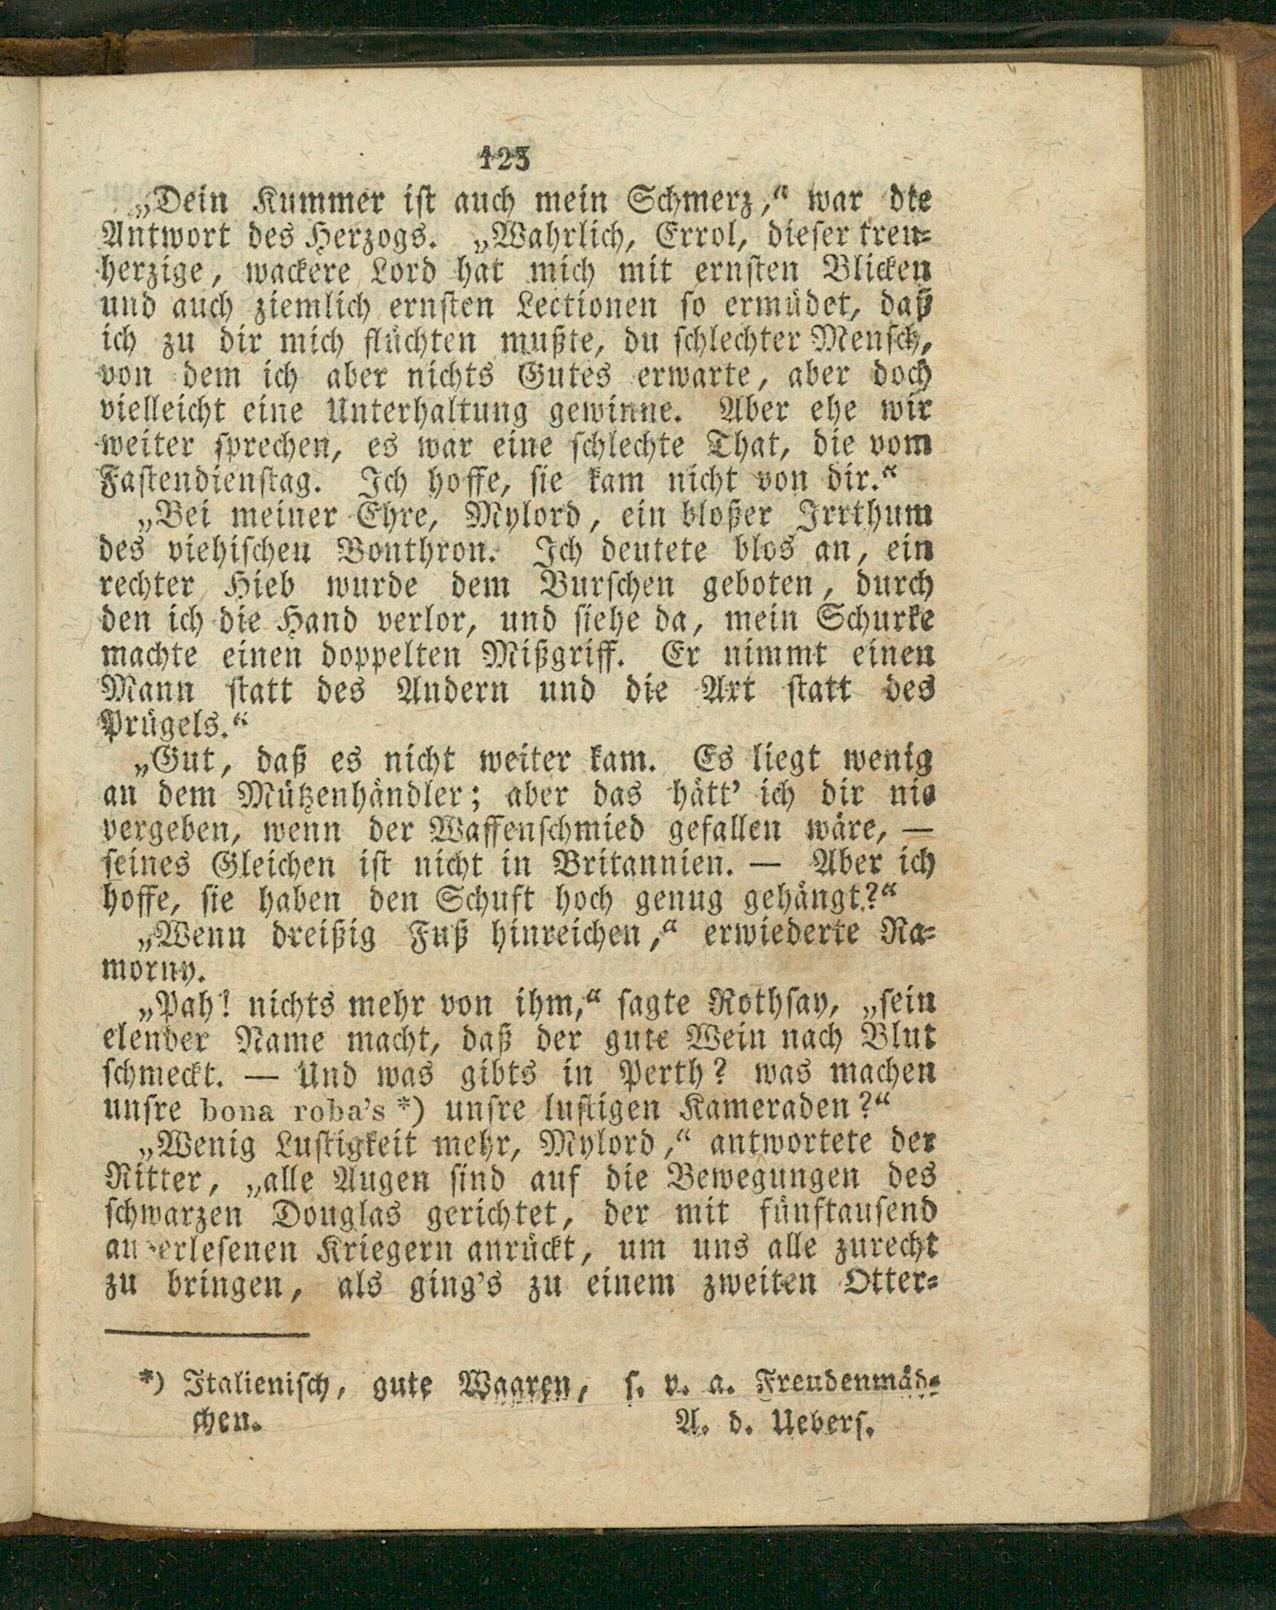 123
„Dein Kummer ist auch mein Schmerz,“ war die
Antwort des Herzogs. „Wahrlich, Errol, dieser treu-
herzige, wackere Lord hat mich mit ernsten Blicken
und auch ziemlich ernsten Lectionen so ermüdet, daß
ich zu dir mich flüchten mußte, du schlechter Mensch,
von dem ich aber nichts Gutes erwarte, aber doch
vielleicht eine Unterhaltung gewinne. Aber ehe wir
weiter sprechen, es war eine schlechte That, die vom
Fastendienstag. Ich hoffe, sie kam nicht von dir.“
„Bei meiner Ehre, Mylord, ein bloßer Irrthum
des viehischen Bonthron. Ich deutete blos an, ein
rechter Hieb wurde dem Burschen geboten, durch
den ich die Hand verlor, und siehe da, mein Schurke
machte einen doppelten Mißgriff. Er nimmt einen
Mann statt des Andern und die Axt statt des
Prügels.“
„Gut, daß es nicht weiter kam. Es liegt wenig
an dem Mützenhändler; aber das hätt’ ich dir nie
vergeben, wenn der Waffenschmied gefallen wäre, —
seines Gleichen ist nicht in Britannien. — Aber ich
hoffe, sie haben den Schuft hoch genug gehängt?“
„Wenn dreißig Fuß hinreichen,“ erwiederte Ra-
morny.
„Pah! nichts mehr von ihm,“ sagte Rothsay, „sein
elender Name macht, daß der gute Wein nach Blut
schmeckt. — Und was gibts in Perth? was machen
unsre bona roba’s *) unsre lustigen Kameraden?“
„Wenig Lustigkeit mehr, Mylord,“ antwortete der
Ritter, „alle Augen sind auf die Bewegungen des
schwarzen Douglas gerichtet, der mit fünftausend
auserlesenen Kriegern anrückt, um uns alle zurecht
zu bringen, als ging’s zu einem zweiten Otter-
*) Italienisch, gute Waaren, s. v. a. Freudenmäd-
chen. A. d. Uebers.